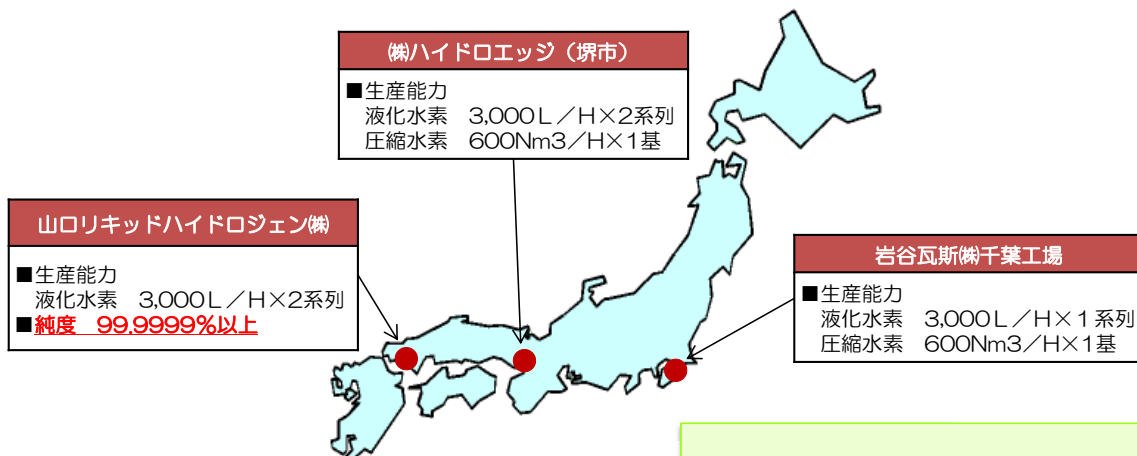 ㈱ハイドロエッジ（堺市）
■生産能力
液化水素　3,000Ｌ／H×2系列
圧縮水素　600Nm3／H×1基
山口リキッドハイドロジェン㈱
■生産能力
液化水素　3,000Ｌ／H×2系列
■純度　99.9999%以上
岩谷瓦斯㈱千葉工場
■生産能力
液化水素　3,000Ｌ／H×１系列
圧縮水素　600Nm3／H×1基